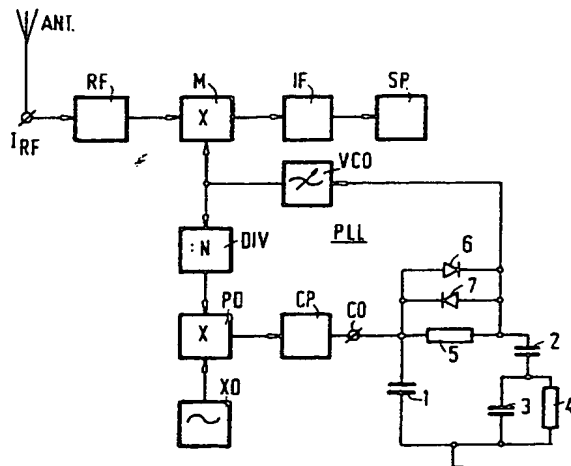 ANT.
RF
M
IF
SP.
I RF
X
VCO
: N
DIV
PLL
6
7
PD
CP
CO
X
5
2
XO
1
3
4